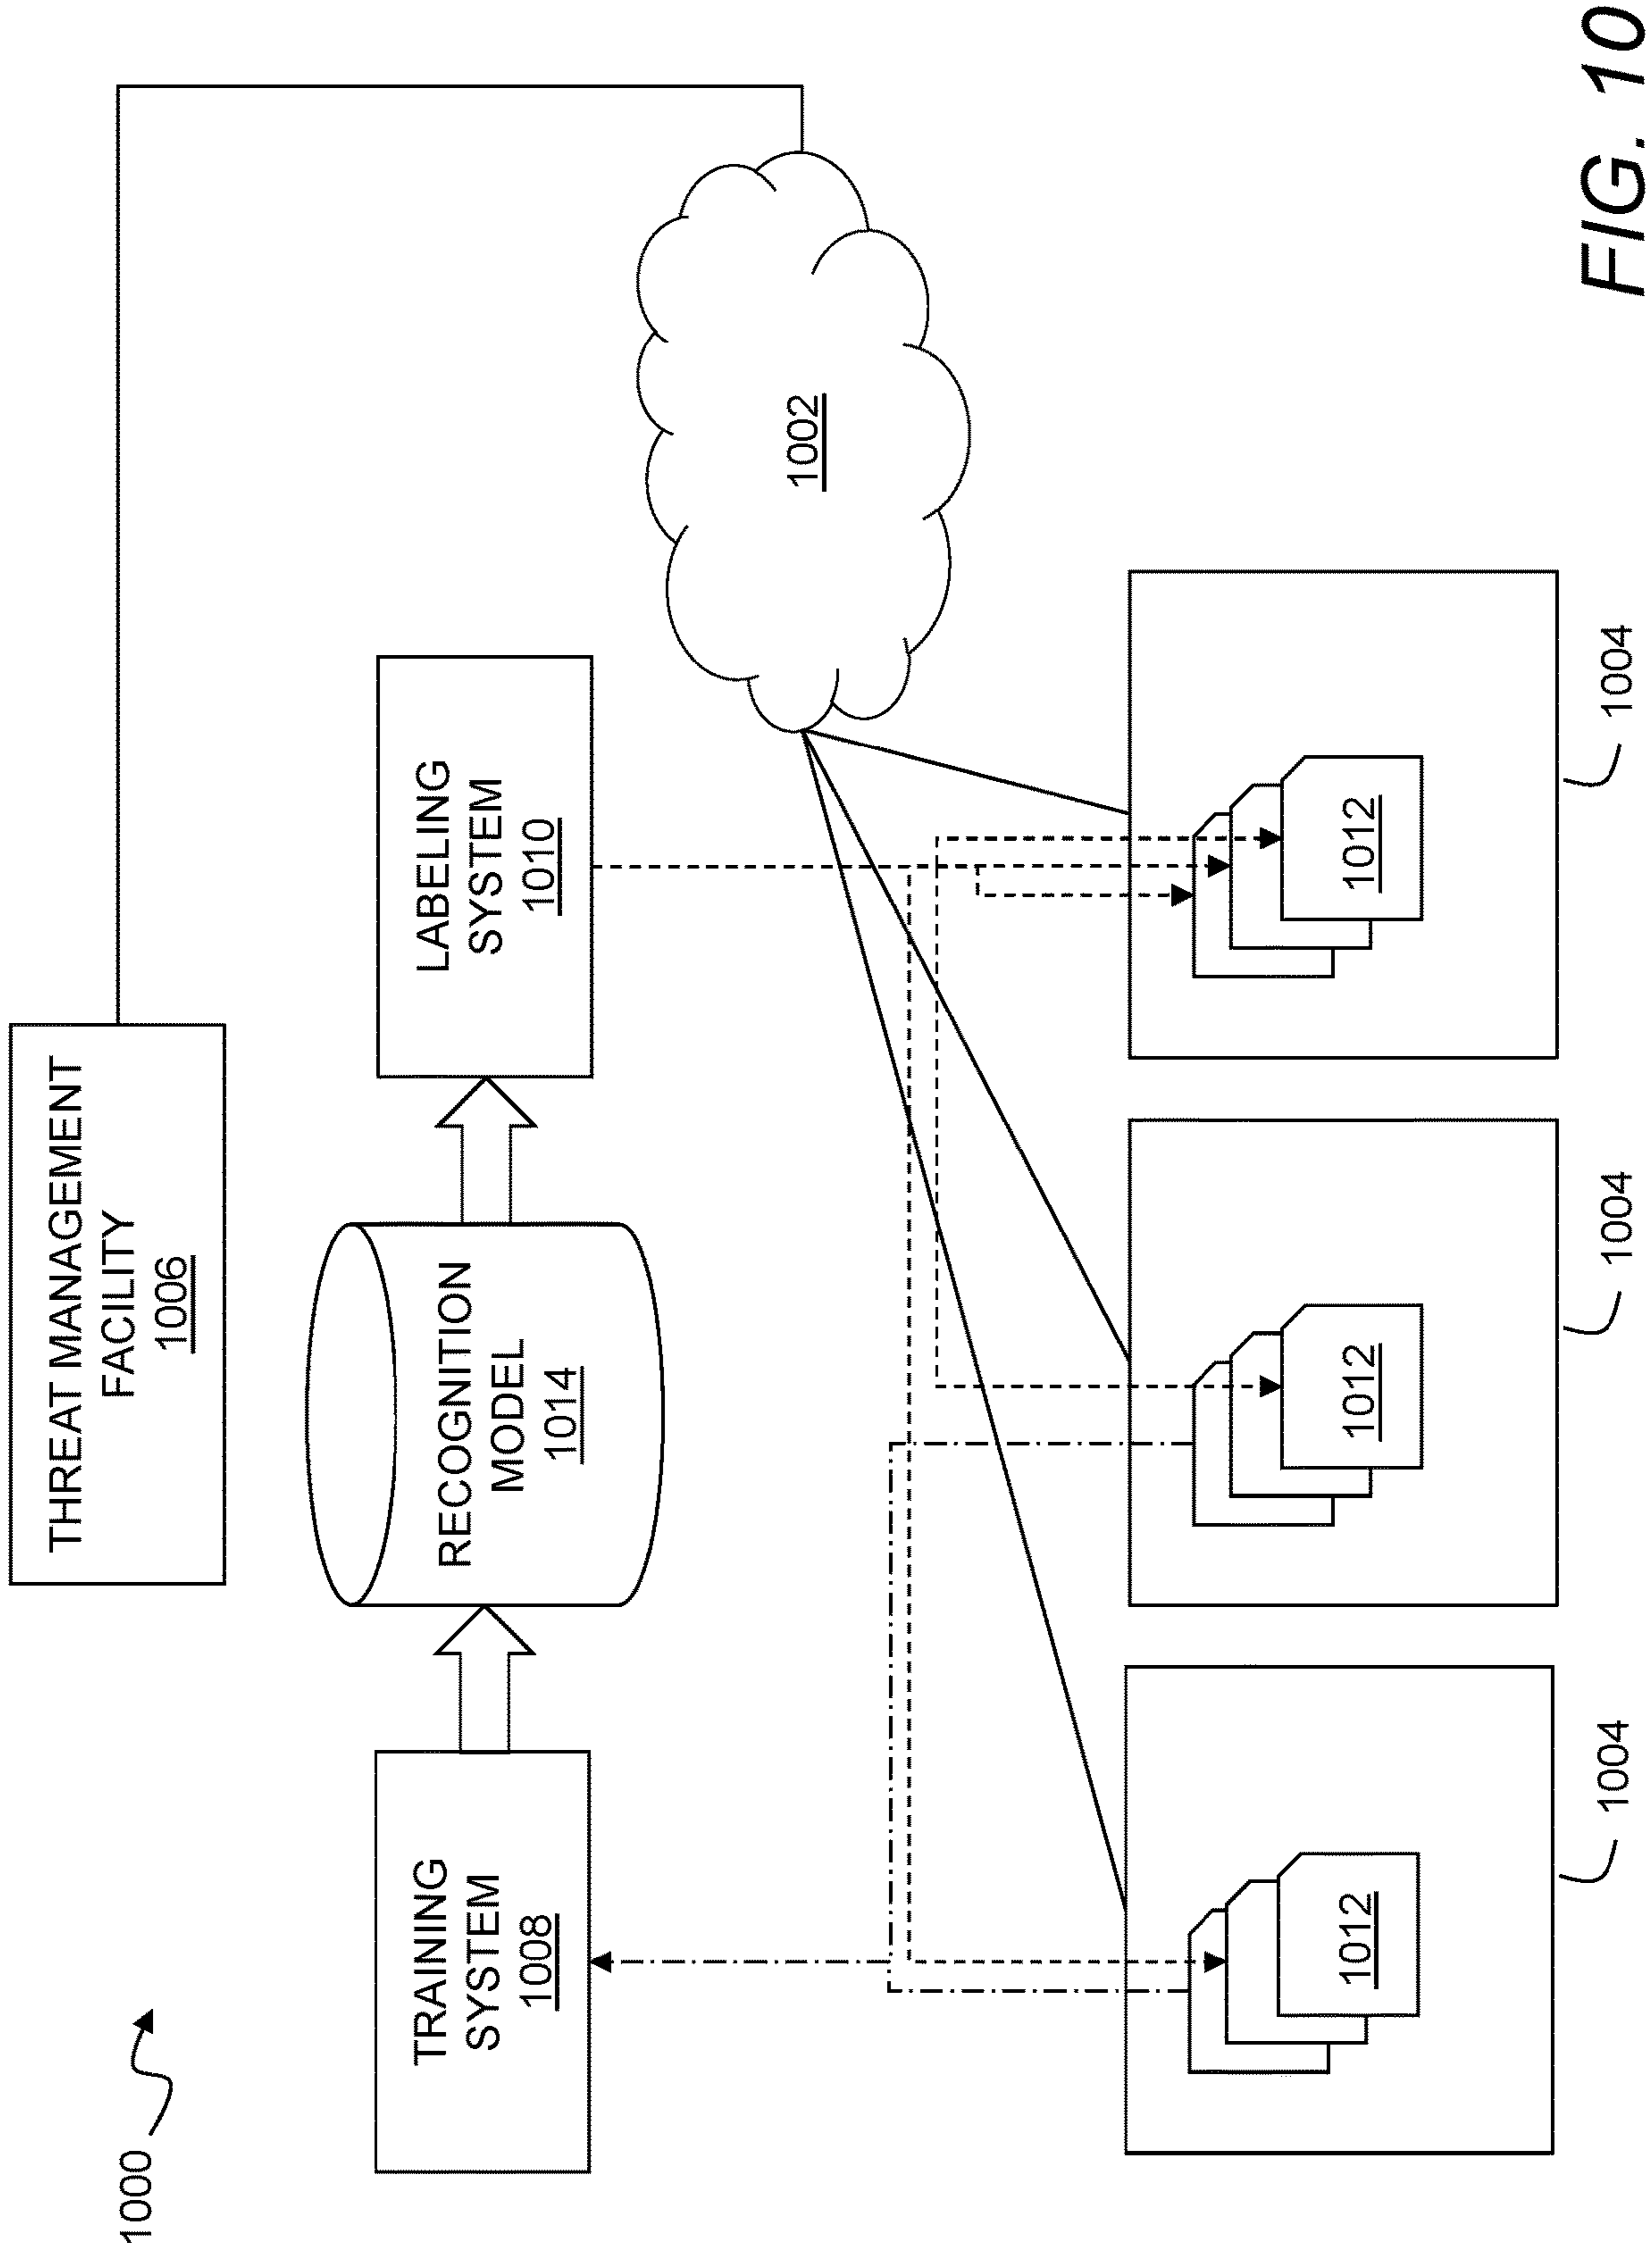 1000
THREAT MANAGEMENT
FACILITY
1006
TRAINING
SYSTEM
1008
RECOGNITION
MODEL
1014
LABELING
SYSTEM
1010
1002
1012
1012
1012
1004
1004
1004
FIG. 10